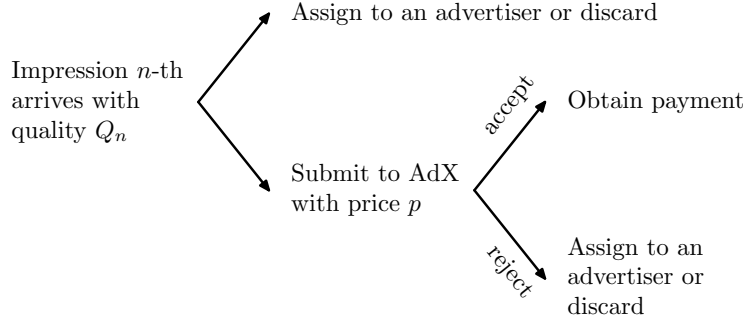 Assign to an advertiser or discard
Impression n-th
arrives with
quality Qₙ
accept
Obtain payment
Submit to AdX
with price p
reject
Assign to an
advertiser or
discard